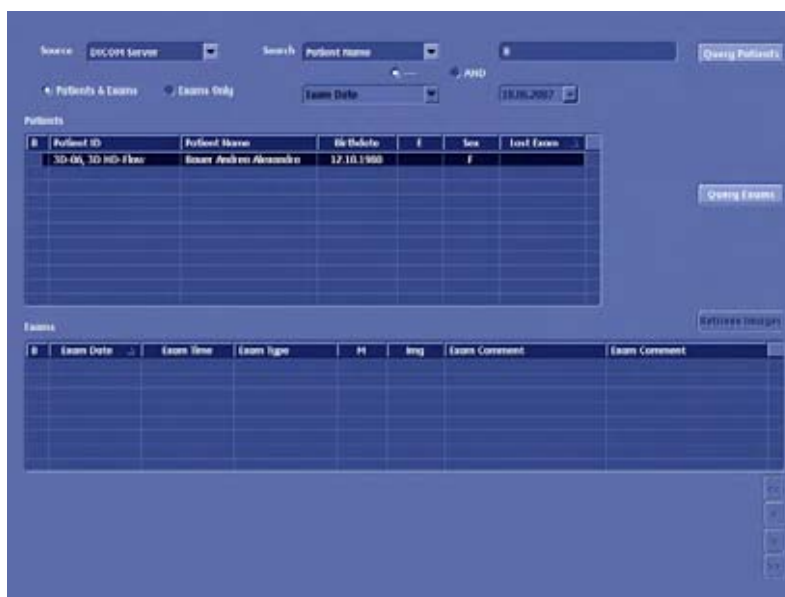 Source DICOM Server Search Patient Name B Query Patients
--- AND
Patients & Exams Exams Only Exam Date 18.06.2007
Patients
B Patient ID Patient Name Birthdate E Sex Last Exam
3D-06, 3D HD-Flow Bauer Andrea Alexandra 12.10.1980 F
Query Exams
Retrieve Images
Exams
B Exam Date Exam Time Exam Type M Img Exam Comment Exam Comment
<<
<
>
>>